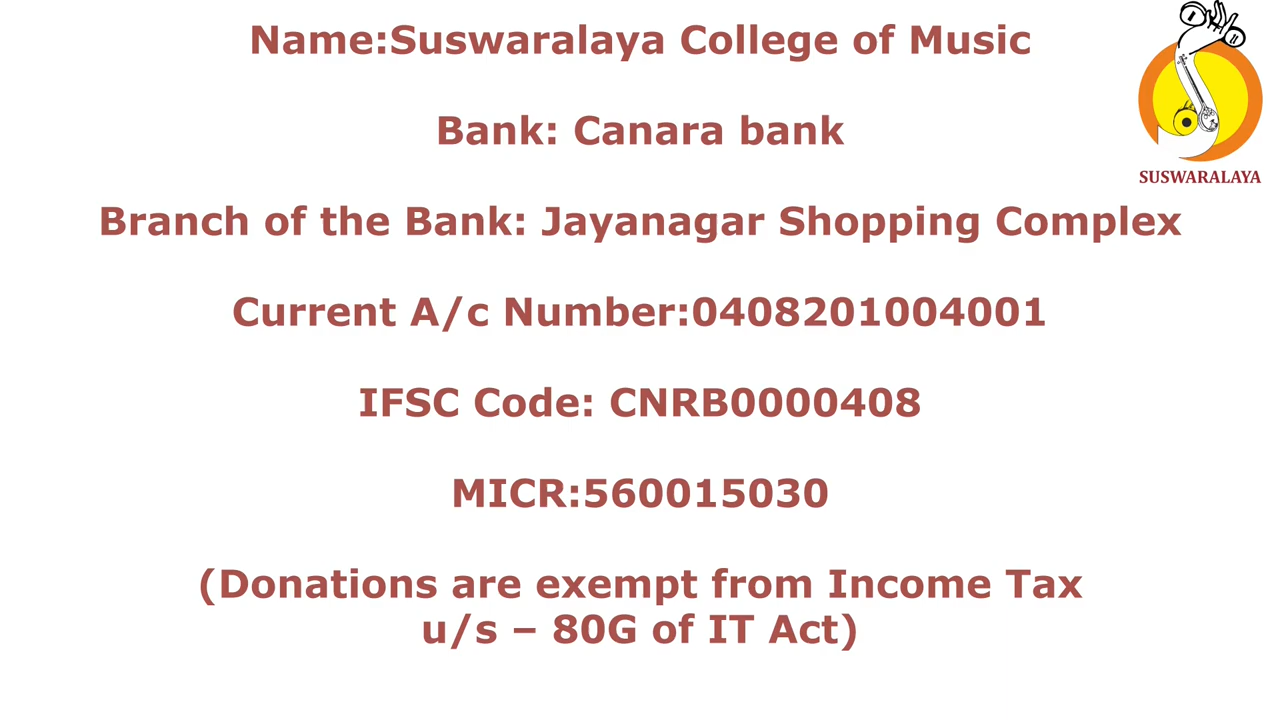 Name:Suswaralaya College of Music
SUSWARALAYA
Bank: Canara bank
Branch of the Bank: Jayanagar Shopping Complex
Current A/c Number:0408201004001
IFSC Code: CNRB0000408
MICR:560015030
(Donations are exempt from Income Tax
u/s – 80G of IT Act)